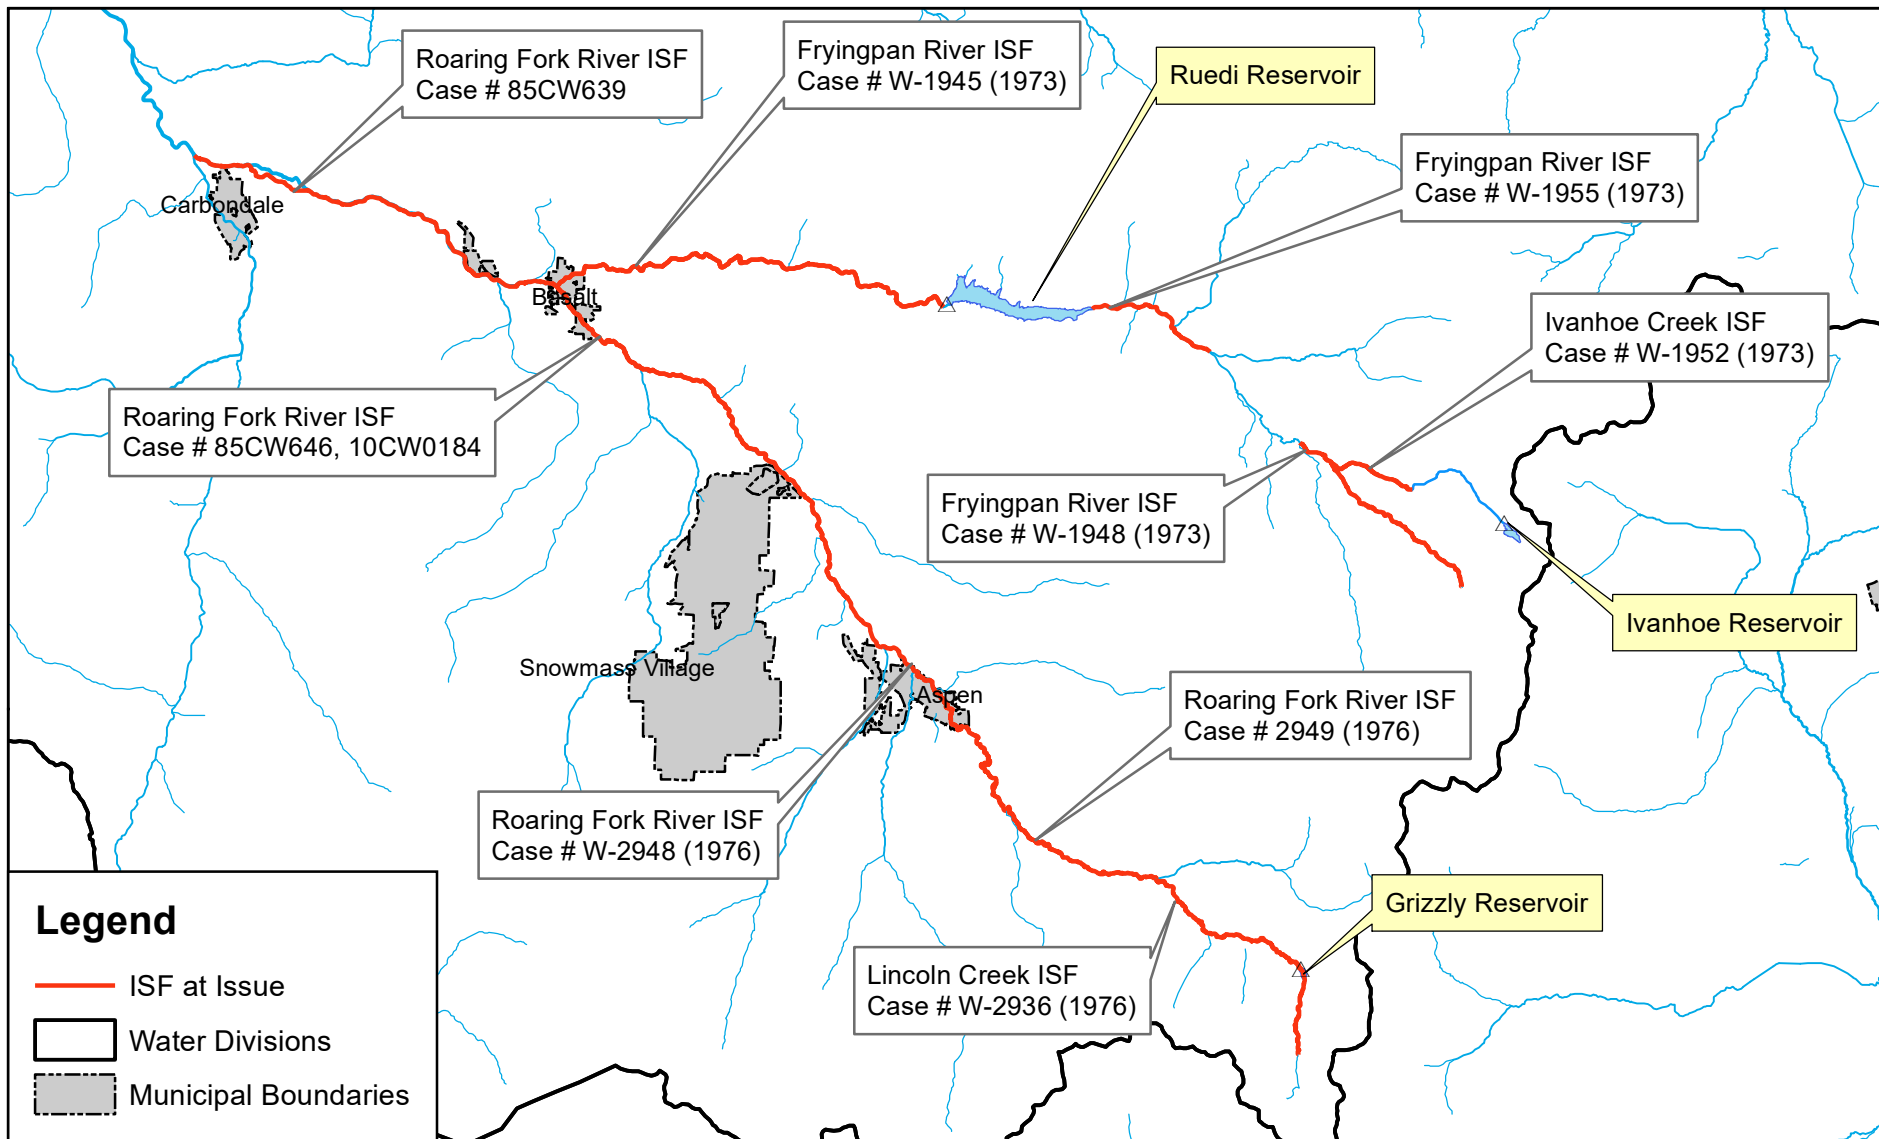 Roaring Fork River ISF
Case # 85CW639
Fryingpan River ISF
Case # W-1945 (1973)
Ruedi Reservoir
Fryingpan River ISF
Case # W-1955 (1973)
Carbondale
Basalt
Ivanhoe Creek ISF
Case # W-1952 (1973)
Roaring Fork River ISF
Case # 85CW646, 10CW0184
Fryingpan River ISF
Case # W-1948 (1973)
Ivanhoe Reservoir
Snowmass Village
Aspen
Roaring Fork River ISF
Case # 2949 (1976)
Roaring Fork River ISF
Case # W-2948 (1976)
Grizzly Reservoir
Lincoln Creek ISF
Case # W-2936 (1976)
Legend
ISF at Issue
Water Divisions
Municipal Boundaries